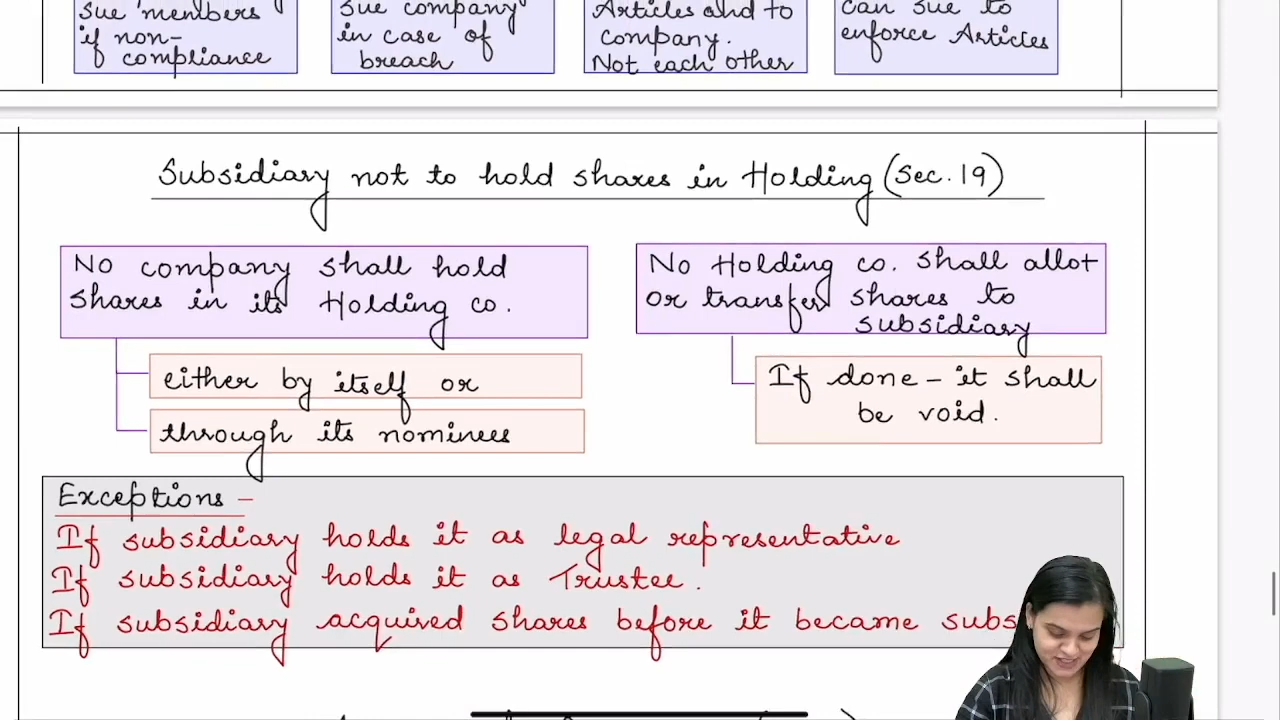 sue members
if non-
compliance
sue company
in case of
breach
Articles and to
company.
Not each other
can sue to
enforce Articles
Subsidiary not to hold shares in Holding (Sec. 19)
No company shall hold
shares in its Holding co.
either by itself or
through its nominees
No Holding co. shall allot
or transfer shares to
subsidiary
If done - it shall
be void.
Exceptions -
If subsidiary holds it as legal representative
If subsidiary holds it as Trustee.
If subsidiary acquired shares before it became subs